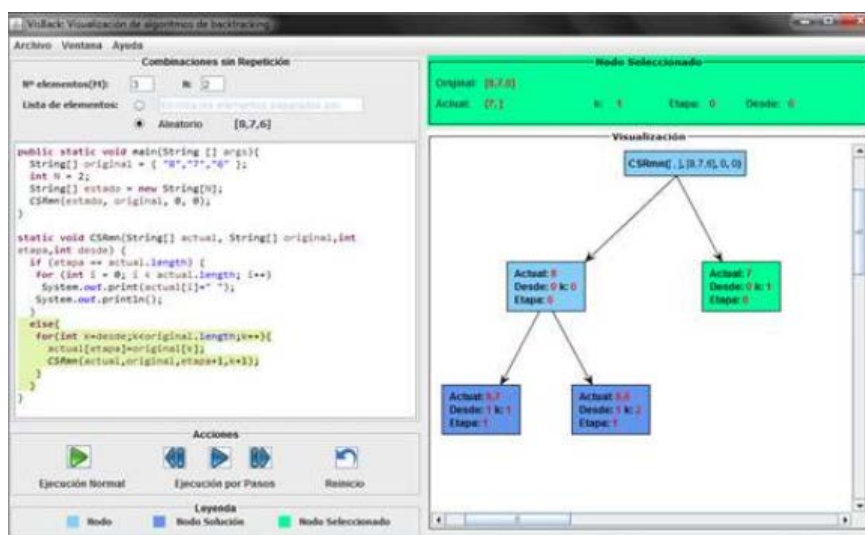 VisBack: Visualización de algoritmos de backtracking
Archivo Ventana Ayuda
Combinaciones sin Repetición
Nº elementos(M): 3 N: 2
Lista de elementos:
Aleatorio [8,7,6]
public static void main(String [] args){
String[] original = { "8","7","6" };
int N = 2;
String[] estado = new String[N];
CSRmn(estado, original, 0, 0);
}
static void CSRmn(String[] actual, String[] original,int
etapa,int desde) {
if (etapa == actual.length) {
for (int i = 0; i < actual.length; i++)
System.out.print(actual[i]+" ");
System.out.println();
}
else{
for(int k=desde;k<original.length;k++){
actual[etapa]=original[k];
CSRmn(actual,original,etapa+1,k+1);
}
}
}
Acciones
Ejecución Normal Ejecución por Pasos Reinicio
Leyenda
Nodo Nodo Solución Nodo Seleccionado
Nodo Seleccionado
Original: [8,7,6]
Actual: [7, ] k: 1 Etapa: 0 Desde: 0
Visualización
CSRmn([ , ], [8,7,6], 0, 0)
Actual: 8
Desde: 0 k: 0
Etapa: 0
Actual: 7
Desde: 0 k: 1
Etapa: 0
Actual: 8,7
Desde: 1 k: 1
Etapa: 1
Actual: 8,6
Desde: 1 k: 2
Etapa: 1